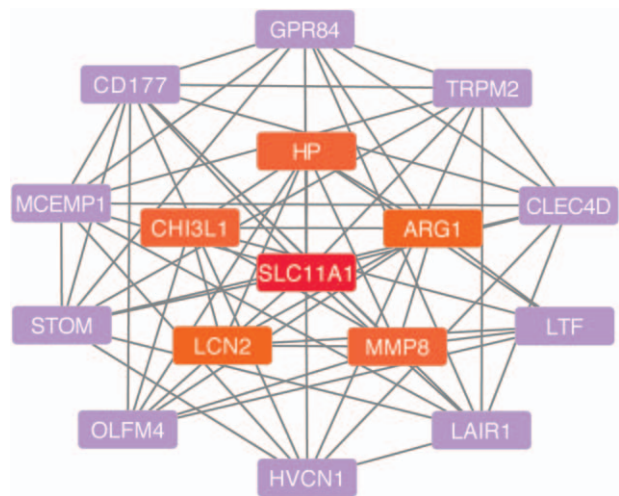 GPR84
CD177
TRPM2
HP
MCEMP1
CLEC4D
CHI3L1
ARG1
SLC11A1
STOM
LTF
LCN2
MMP8
OLFM4
LAIR1
HVCN1